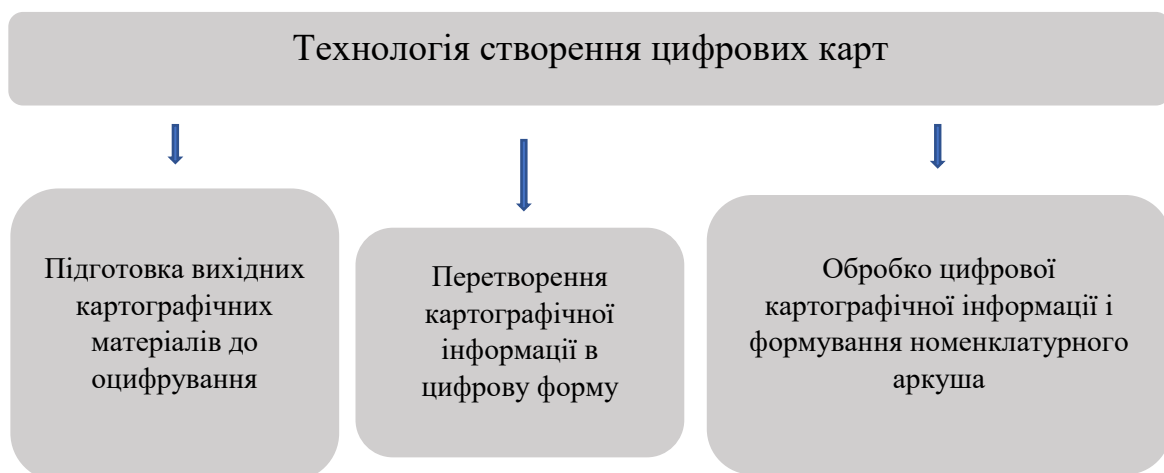 Технологія створення цифрових карт
Підготовка вихідних
картографічних
матеріалів до
оцифрування
Перетворення
картографічної
інформації в
цифрову форму
Обробко цифрової
картографічної інформації і
формування номенклатурного
аркуша